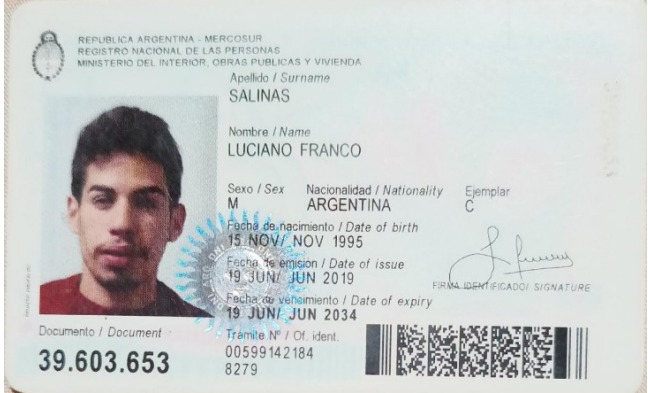 REPUBLICA ARGENTINA - MERCOSUR
REGISTRO NACIONAL DE LAS PERSONAS
MINISTERIO DEL INTERIOR, OBRAS PUBLICAS Y VIVIENDA
Apellido / Surname
SALINAS
Nombre / Name
LUCIANO FRANCO
Sexo / Sex Nacionalidad / Nationality Ejemplar
M ARGENTINA C
Fecha de nacimiento / Date of birth
15 NOV/ NOV 1995
Fecha de emisión / Date of issue
19 JUN/ JUN 2019
FIRMA IDENTIFICADO/ SIGNATURE
Fecha de vencimiento / Date of expiry
19 JUN/ JUN 2034
Documento / Document Tramite Nº / Of. ident.
39.603.653 00599142184
8279